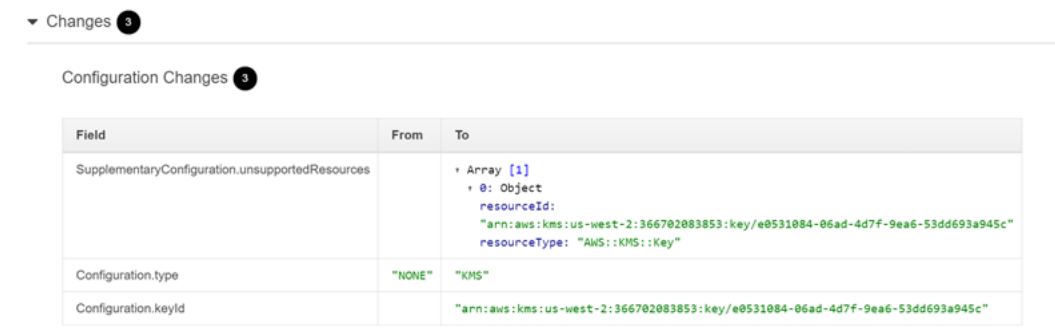 Changes 3
Configuration Changes 3
Field From To
SupplementaryConfiguration.unsupportedResources Array [1]
0: Object
resourceId:
"arn:aws:kms:us-west-2:366702083853:key/e0531084-06ad-4d7f-9ea6-53dd693a945c"
resourceType: "AWS::KMS::Key"
Configuration.type "NONE" "KMS"
Configuration.keyId "arn:aws:kms:us-west-2:366702083853:key/e0531084-06ad-4d7f-9ea6-53dd693a945c"